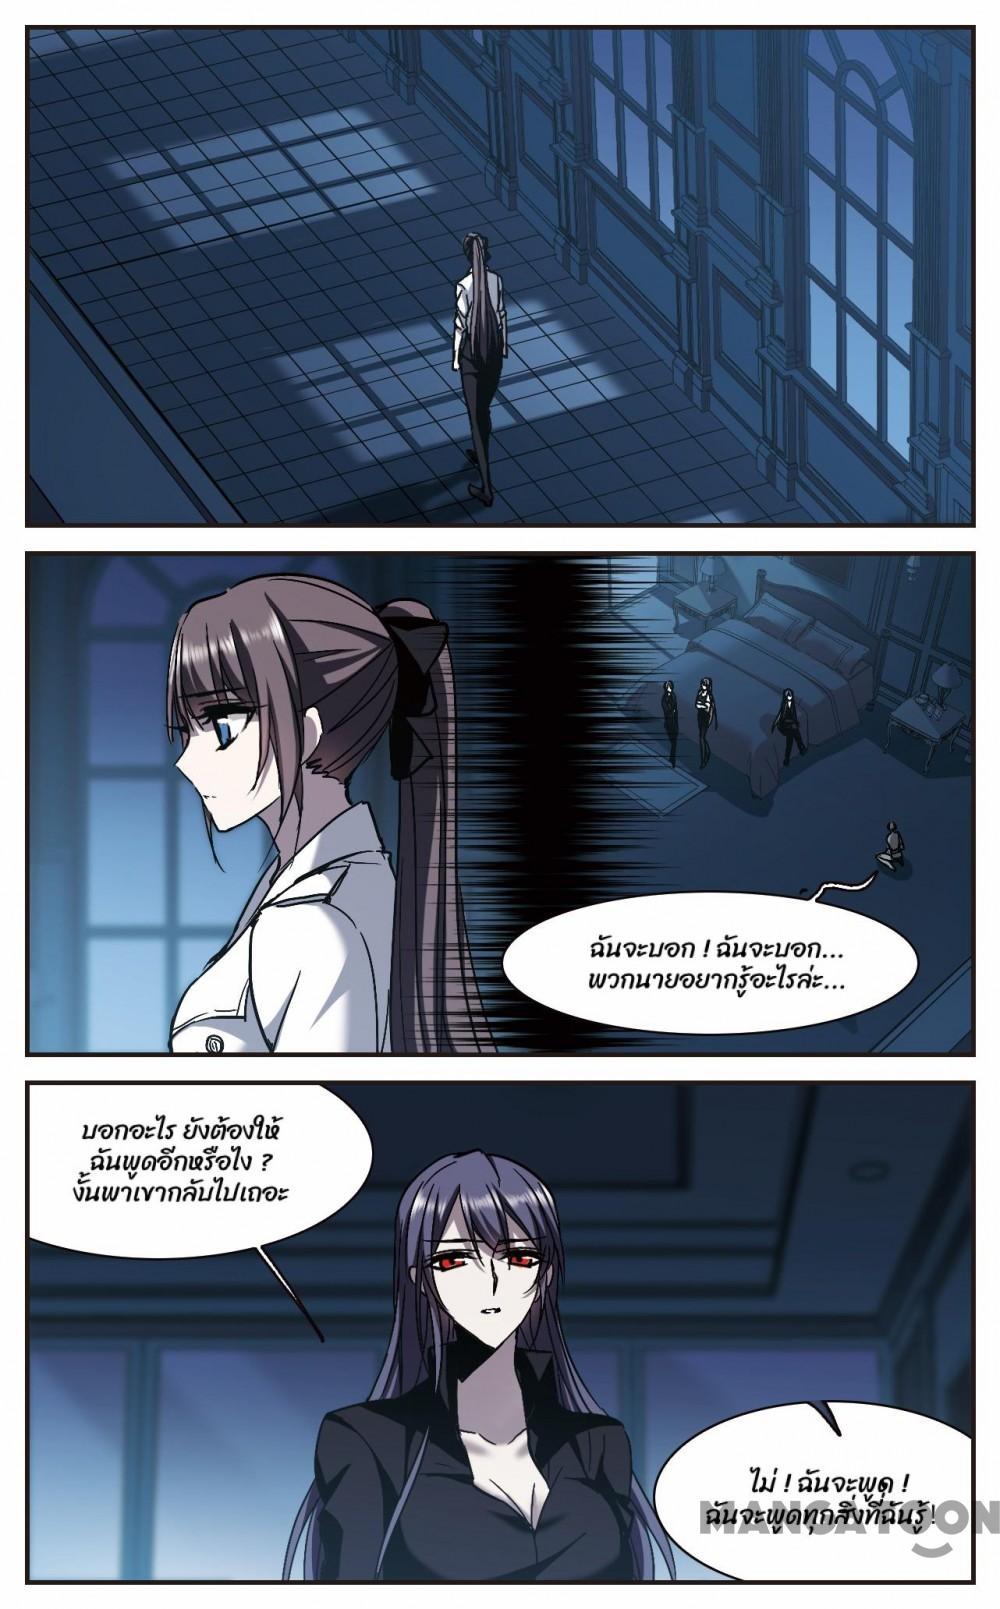 ฉันจะบอก ! ฉันจะบอก...
พวกนายอยากรู้อะไรล่ะ...
บอกอะไร ยังต้องให้
ฉันพูดอีกหรือไง ?
งั้นพาเขากลับไปเถอะ
ไม่ ! ฉันจะพูด !
ฉันจะพูดทุกสิ่งที่ฉันรู้ !
MANGATOON